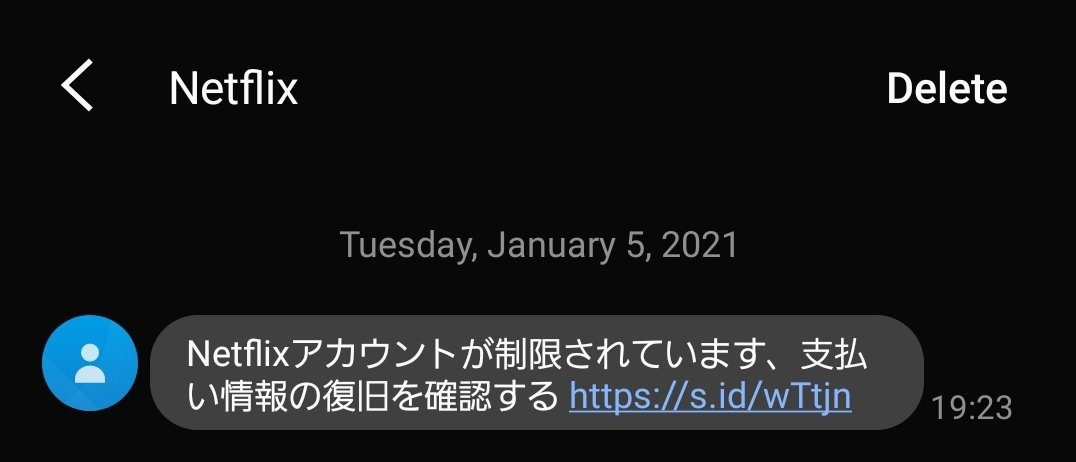 Netflix
Delete
Tuesday, January 5, 2021
Netflixアカウントが制限されています、支払
い情報の復旧を確認する https://s.id/wTtjn
19:23